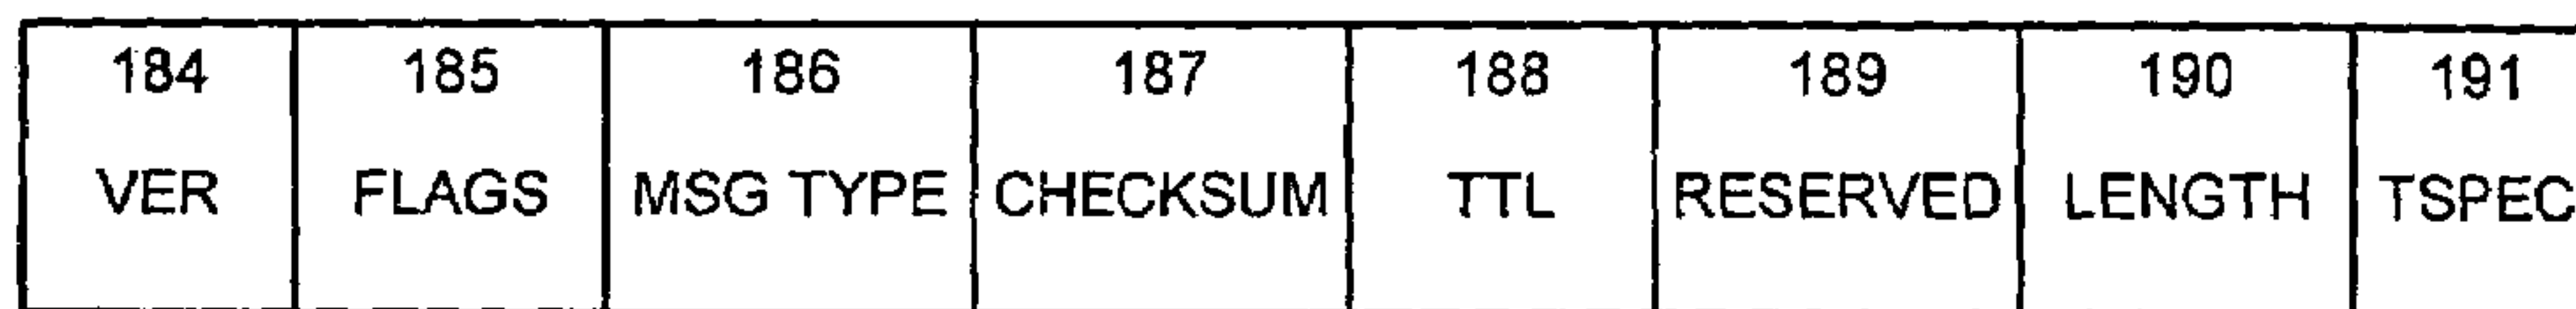 184 185 186 187 188 189 190 191
VER FLAGS MSG TYPE CHECKSUM TTL RESERVED LENGTH TSPEC